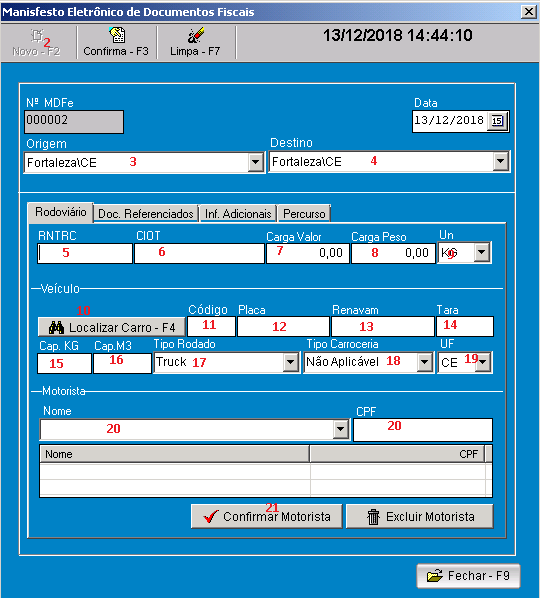 Manisfesto Eletrônico de Documentos Fiscais
2
Novo - F2 Confirma - F3 Limpa - F7 13/12/2018 14:44:10
Nº MDFe Data
000002 13/12/2018 15
Origem Destino
Fortaleza\CE 3 Fortaleza\CE 4
Rodoviário Doc. Referenciados Inf. Adicionais Percurso
RNTRC CIOT Carga Valor Carga Peso Un
5 6 7 0,00 8 0,00 KG 9
Veículo
10 Código Placa Renavam Tara
Localizar Carro - F4 11 12 13 14
Cap. KG Cap.M3 Tipo Rodado Tipo Carroceria UF
15 16 Truck 17 Não Aplicável 18 CE 19
Motorista
Nome CPF
20 20
Nome CPF
21
Confirmar Motorista Excluir Motorista
Fechar - F9